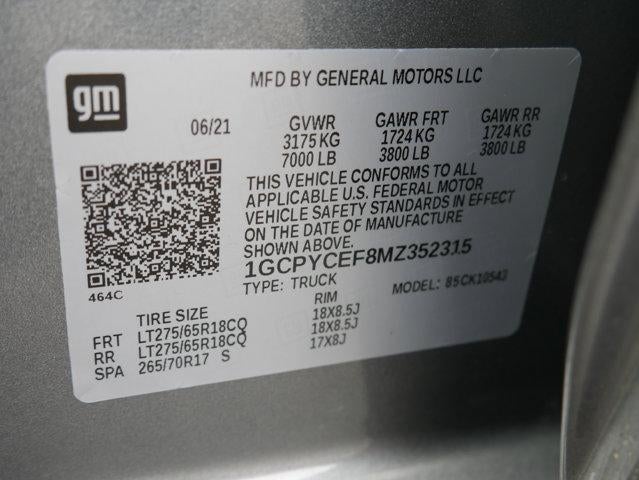 gm
MFD BY GENERAL MOTORS LLC
06/21 GVWR GAWR FRT GAWR RR
3175 KG 1724 KG 1724 KG
7000 LB 3800 LB 3800 LB
THIS VEHICLE CONFORMS TO ALL
APPLICABLE U.S. FEDERAL MOTOR
VEHICLE SAFETY STANDARDS IN EFFECT
ON THE DATE OF MANUFACTURE
SHOWN ABOVE.
1GCPYCEF8MZ352315
464C
TYPE: TRUCK MODEL: 85CK10543
TIRE SIZE RIM
FRT LT275/65R18CQ 18X8.5J
RR LT275/65R18CQ 18X8.5J
SPA 265/70R17 S 17X8J